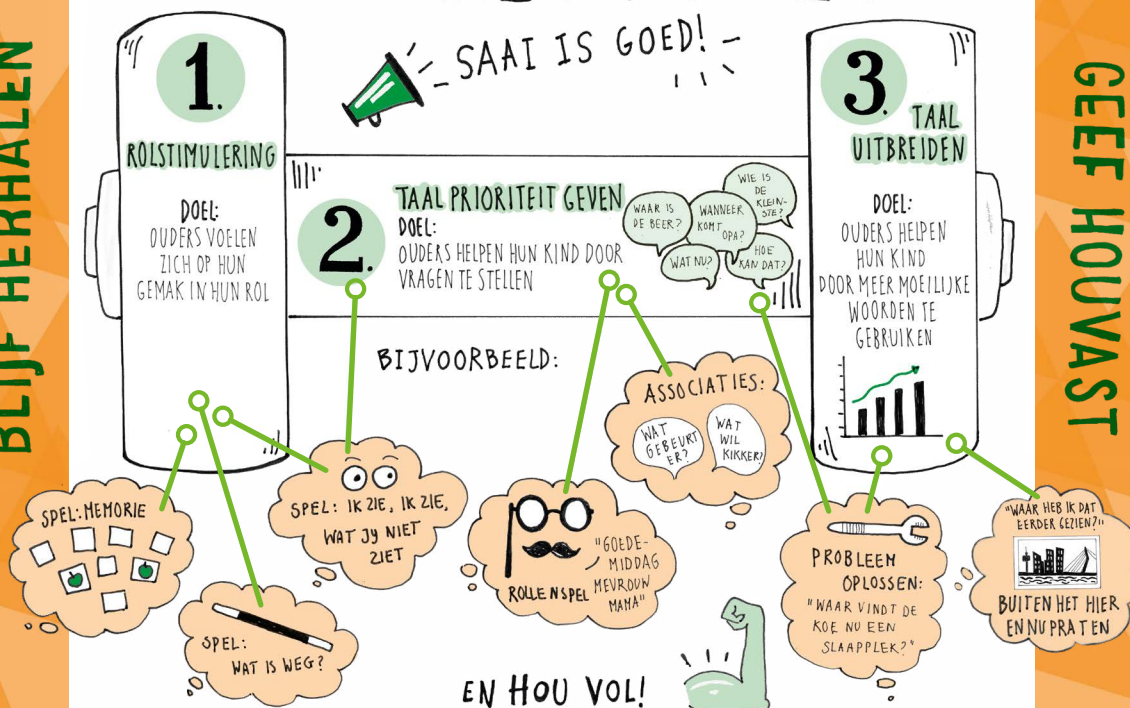 BLIJF HERHALEN
SAAI IS GOED!
1.
ROLSTIMULERING
DOEL:
OUDERS VOELEN
ZICH OP HUN
GEMAK IN HUN ROL
2.
TAAL PRIORITEIT GEVEN
DOEL:
OUDERS HELPEN HUN KIND DOOR
VRAGEN TE STELLEN
WAAR IS
DE BEER?
WANNEER
KOMT
OPA?
WIE IS
DE
KLEIN-
STE?
WAT NU?
HOE
KAN DAT?
3.
TAAL
UITBREIDEN
DOEL:
OUDERS HELPEN
HUN KIND
DOOR MEER MOEILIJKE
WOORDEN TE
GEBRUIKEN
GEEF HOUVAST
BIJVOORBEELD:
SPEL: MEMORIE
SPEL:
WAT IS WEG?
SPEL: IK ZIE, IK ZIE,
WAT JY NIET
ZIET
ROLLENSPEL
"GOEDE-
MIDDAG
MEVROUW
MAMA"
ASSOCIATIES:
WAT
GEBEURT
ER?
WAT
WIL
KIKKER?
PROBLEEM
OPLOSSEN:
"WAAR VINDT DE
KOE NU EEN
SLAAPPLEK?"
"WAAR HEB IK DAT
EERDER GEZIEN?"
BUITEN HET HIER
EN NU PRATEN
EN HOU VOL!